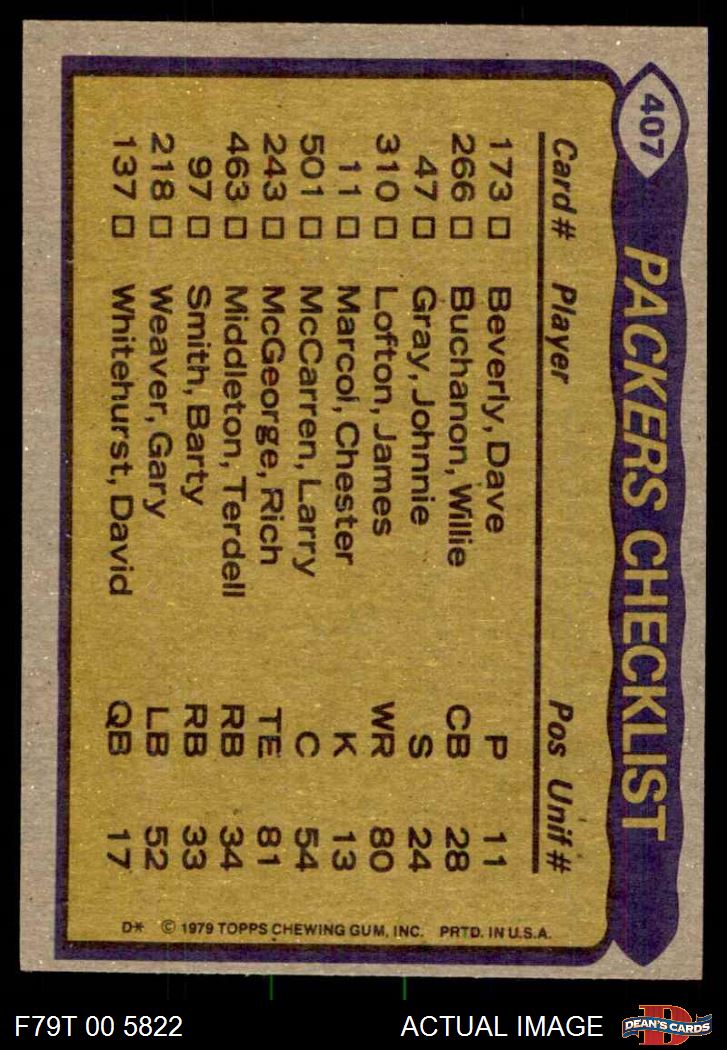 407
PACKERS CHECKLIST
Card # Player Pos Unif #
173 Beverly, Dave P 11
266 Buchanon, Willie CB 28
47 Gray, Johnnie S 24
310 Lofton, James WR 80
11 Marcol, Chester K 13
501 McCarren, Larry C 54
243 McGeorge, Rich TE 81
463 Middleton, Terdell RB 34
97 Smith, Barty RB 33
218 Weaver, Gary LB 52
137 Whitehurst, David QB 17
D* © 1979 TOPPS CHEWING GUM, INC. PRTD. IN U.S.A.
F79T 00 5822 ACTUAL IMAGE D DEAN'S CARDS